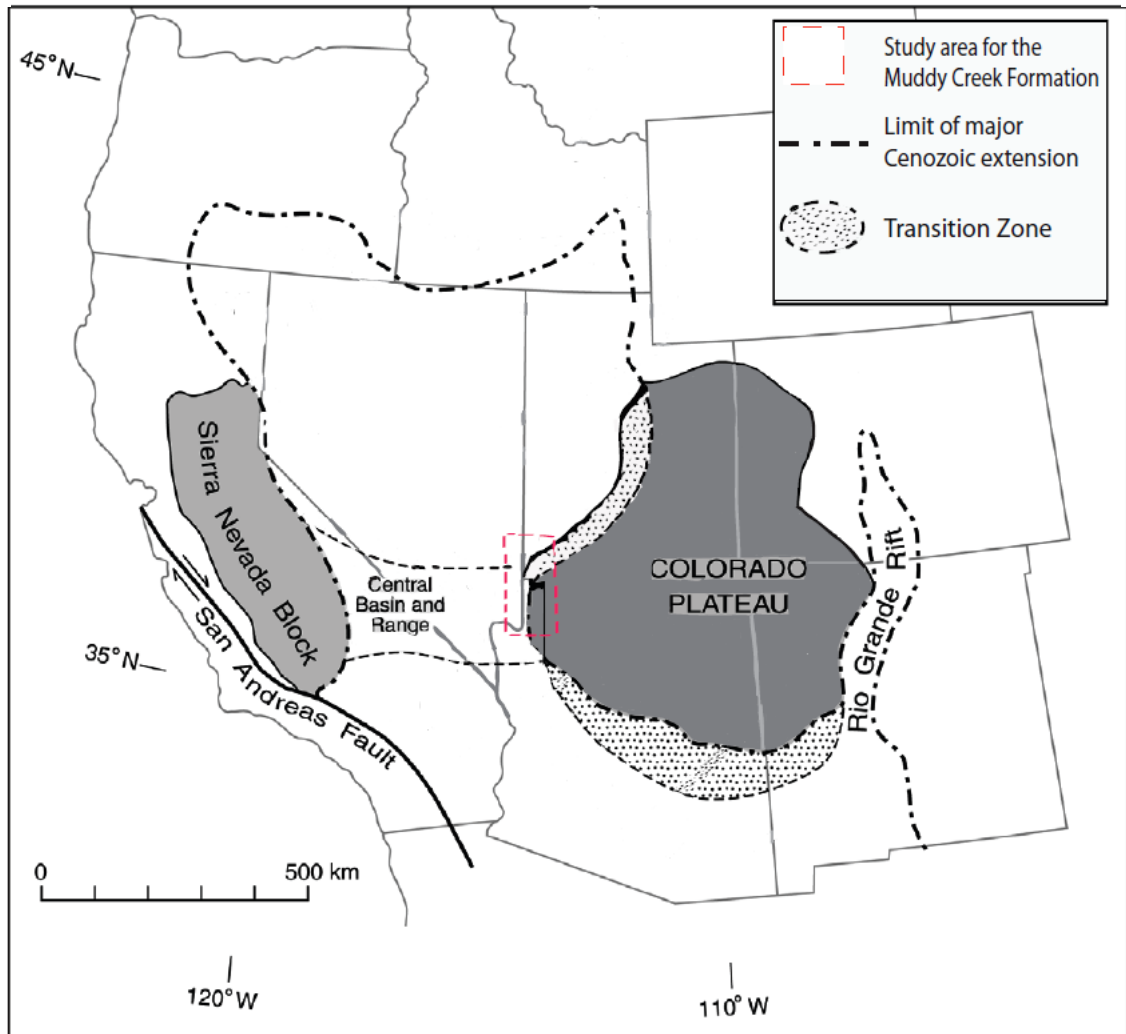 45°N
Study area for the
Muddy Creek Formation
Limit of major
Cenozoic extension
Transition Zone
Sierra Nevada Block
Central
Basin and
Range
COLORADO
PLATEAU
Rio Grande Rift
35°N
San Andreas Fault
0 500 km
120°W
110°W